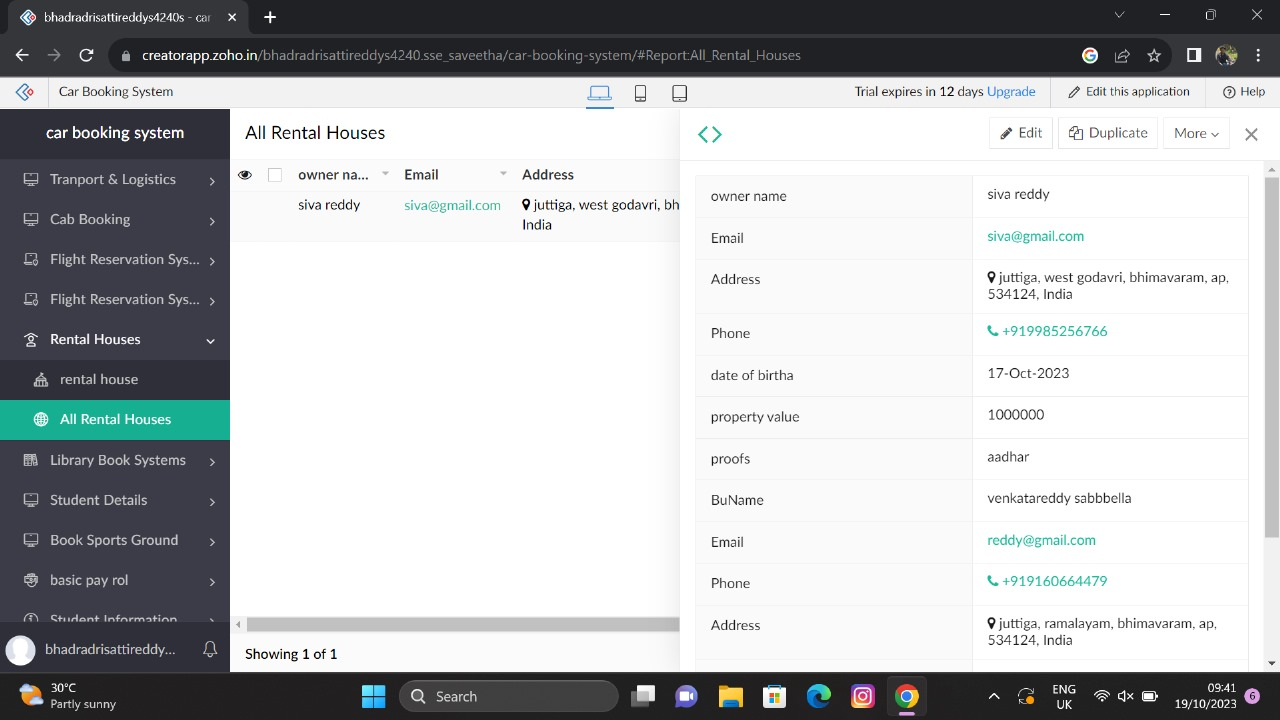 bhadradrisattireddys4240s - car
creatorapp.zoho.in/bhadradrisattireddys4240.sse_saveetha/car-booking-system/#Report:All_Rental_Houses
Car Booking System
Trial expires in 12 days Upgrade
Edit this application
Help
car booking system
Tranport & Logistics
Cab Booking
Flight Reservation Sys...
Flight Reservation Sys...
Rental Houses
rental house
All Rental Houses
Library Book Systems
Student Details
Book Sports Ground
basic pay rol
Student Information
bhadradrisattireddy...
All Rental Houses
owner na... Email Address
siva reddy siva@gmail.com juttiga, west godavri, bh
India
Showing 1 of 1
Edit Duplicate More
owner name siva reddy
Email siva@gmail.com
Address juttiga, west godavri, bhimavaram, ap,
534124, India
Phone +919985256766
date of birtha 17-Oct-2023
property value 1000000
proofs aadhar
BuName venkatareddy sabbbella
Email reddy@gmail.com
Phone +919160664479
Address juttiga, ramalayam, bhimavaram, ap,
534124, India
30°C
Partly sunny
Search
ENG
UK
09:41
19/10/2023
6